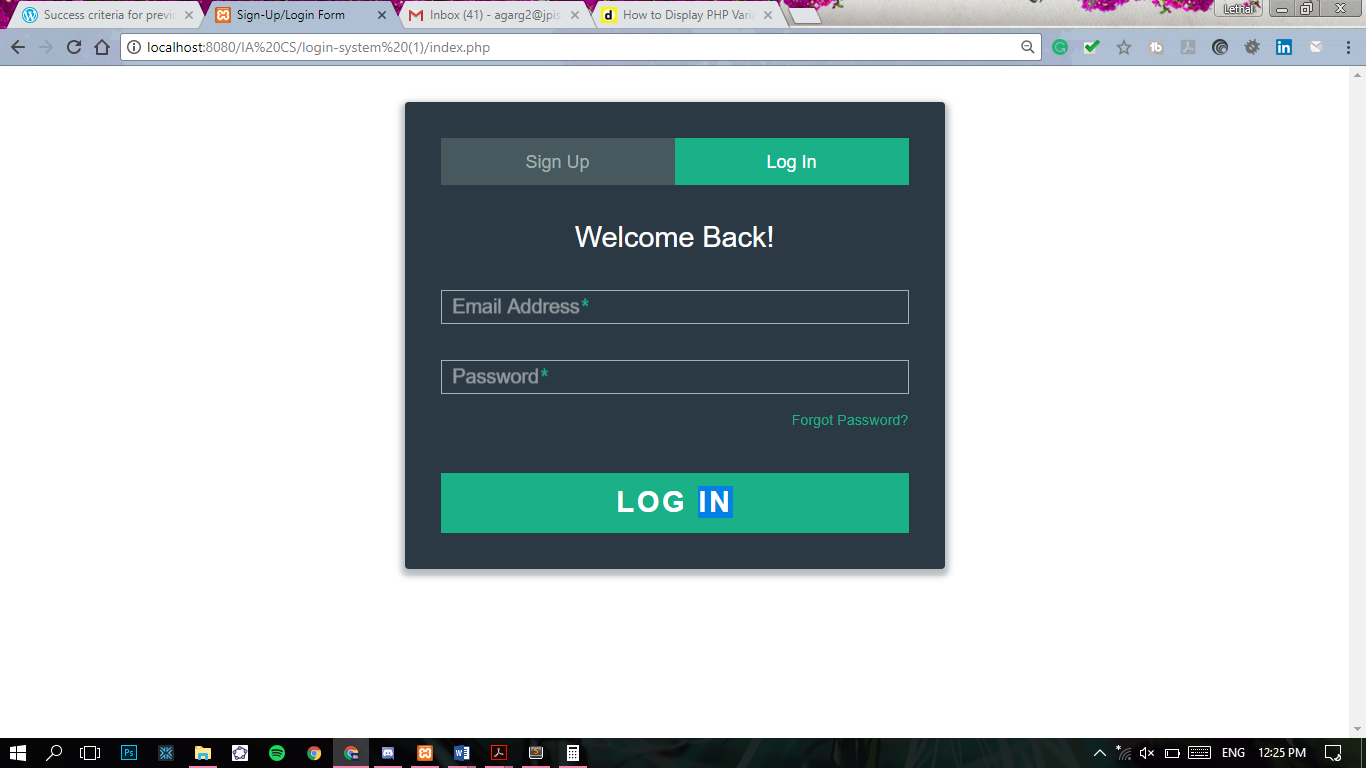 Success criteria for previ
Sign-Up/Login Form
Inbox (41) - agarg2@jpis
How to Display PHP Vari
Lethal
localhost:8080/IA%20CS/login-system%20(1)/index.php
Sign Up
Log In
Welcome Back!
Email Address*
Password*
Forgot Password?
LOG IN
ENG
12:25 PM